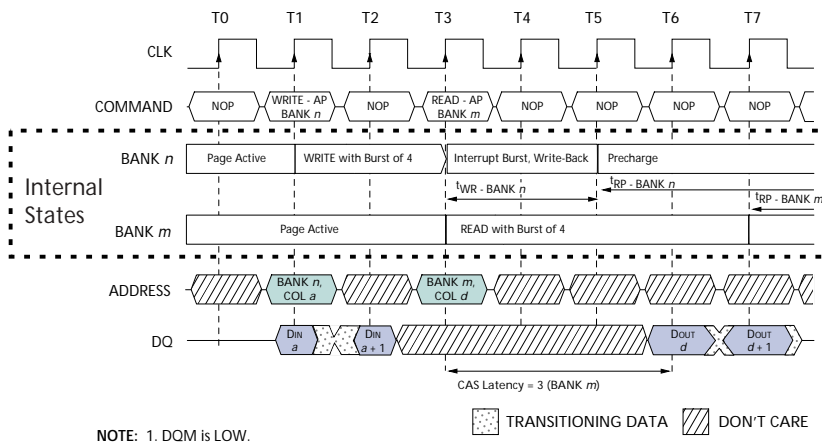 T0 T1 T2 T3 T4 T5 T6 T7
CLK
COMMAND NOP WRITE - AP BANK n NOP READ - AP BANK m NOP NOP NOP NOP
Internal States
BANK n Page Active WRITE with Burst of 4 Interrupt Burst, Write-Back Precharge
tWR - BANK n tRP - BANK n
tRP - BANK m
BANK m Page Active READ with Burst of 4
ADDRESS BANK n, COL a BANK m, COL d
DQ DIN a DIN a + 1 DOUT d DOUT d + 1
CAS Latency = 3 (BANK m)
TRANSITIONING DATA DON'T CARE
NOTE: 1. DQM is LOW.